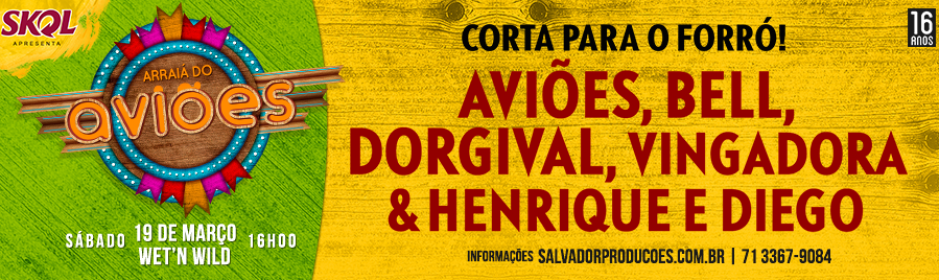 SKOL
APRESENTA
ARRAIÁ DO
aviões
SÁBADO 19 DE MARÇO 16H00
WET'N WILD
CORTA PARA O FORRÓ!
16
ANOS
AVIÕES, BELL,
DORGIVAL, VINGADORA
& HENRIQUE E DIEGO
INFORMAÇÕES SALVADORPRODUCOES.COM.BR | 71 3367-9084